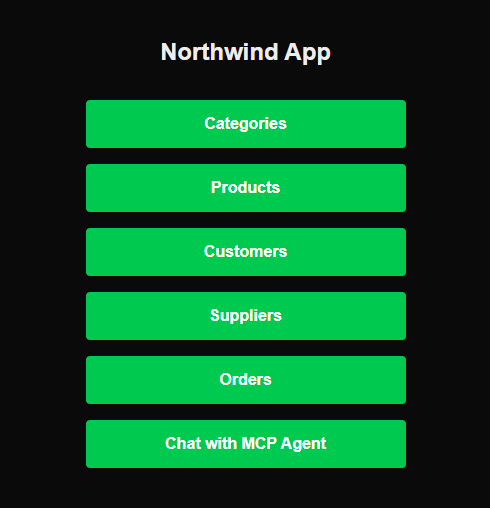 Northwind App
Categories
Products
Customers
Suppliers
Orders
Chat with MCP Agent